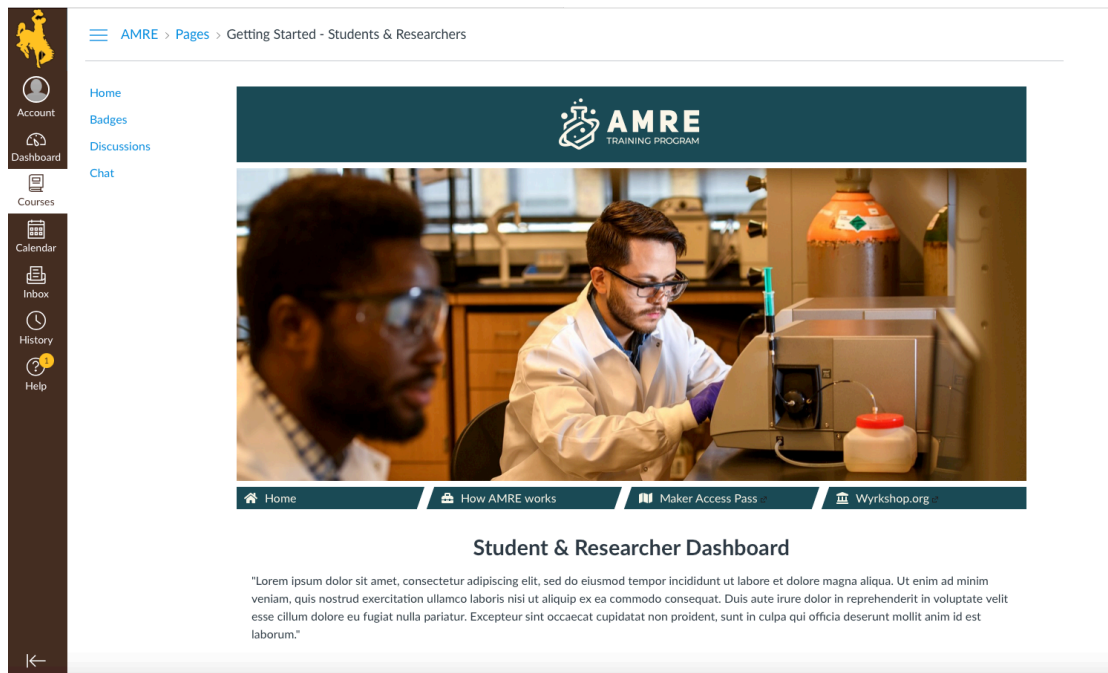 AMRE > Pages > Getting Started - Students & Researchers
Account
Dashboard
Courses
Calendar
Inbox
History
1
Help
Home
Badges
Discussions
Chat
AMRE
TRAINING PROGRAM
Home
How AMRE works
Maker Access Pass
Wyrkshop.org
Student & Researcher Dashboard
"Lorem ipsum dolor sit amet, consectetur adipiscing elit, sed do eiusmod tempor incididunt ut labore et dolore magna aliqua. Ut enim ad minim
veniam, quis nostrud exercitation ullamco laboris nisi ut aliquip ex ea commodo consequat. Duis aute irure dolor in reprehenderit in voluptate velit
esse cillum dolore eu fugiat nulla pariatur. Excepteur sint occaecat cupidatat non proident, sunt in culpa qui officia deserunt mollit anim id est
laborum."